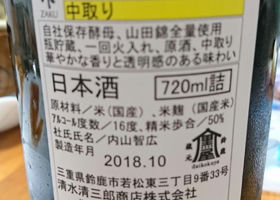 ZAKU
中取り
自社保存酵母、山田錦全量使用
瓶貯蔵、一回火入れ、原酒、中取り
華やかな香りと透明感のある味わい
日本酒 720ml詰
原材料/米(国産)、米麹(国産米)
アルコール度数/16度、精米歩合/50%
杜氏氏名/内山智広
2018.10
蔵元
鈴鹿
daikokuya
三重県鈴鹿市若松東三丁目9番33号
清水清三郎商店株式会社